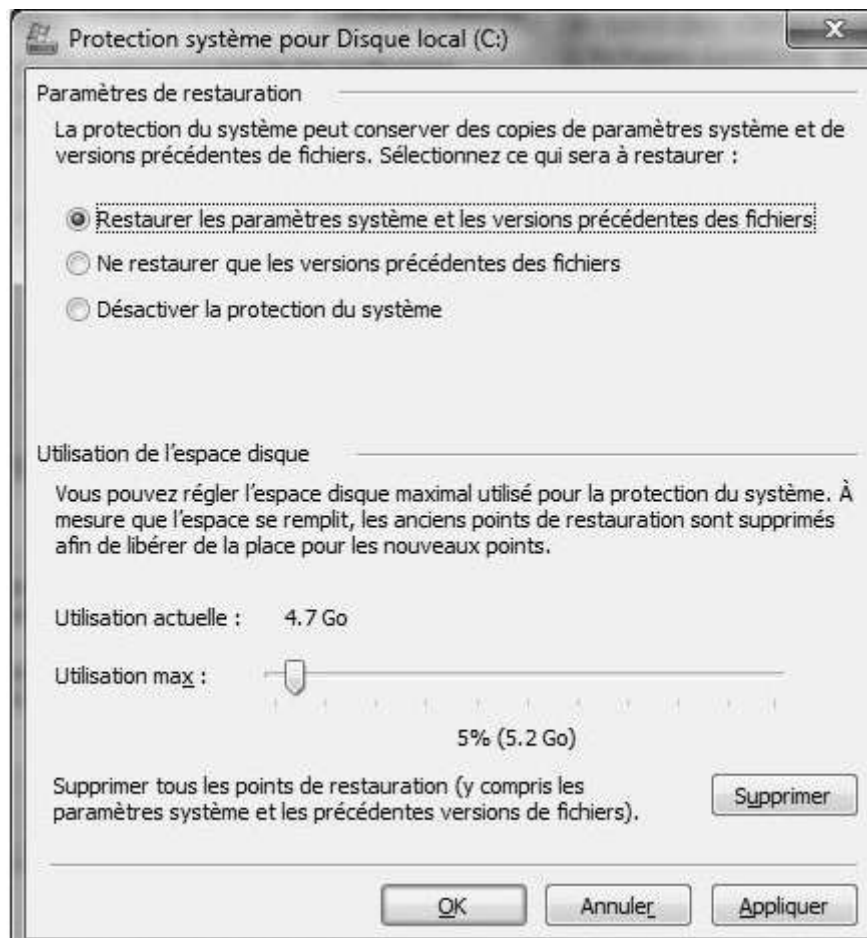 Protection système pour Disque local (C:)
Paramètres de restauration
La protection du système peut conserver des copies de paramètres système et de
versions précédentes de fichiers. Sélectionnez ce qui sera à restaurer :
Restaurer les paramètres système et les versions précédentes des fichiers
Ne restaurer que les versions précédentes des fichiers
Désactiver la protection du système
Utilisation de l'espace disque
Vous pouvez régler l'espace disque maximal utilisé pour la protection du système. À
mesure que l'espace se remplit, les anciens points de restauration sont supprimés
afin de libérer de la place pour les nouveaux points.
Utilisation actuelle : 4.7 Go
Utilisation max :
5% (5.2 Go)
Supprimer tous les points de restauration (y compris les
paramètres système et les précédentes versions de fichiers).
Supprimer
OK Annuler Appliquer